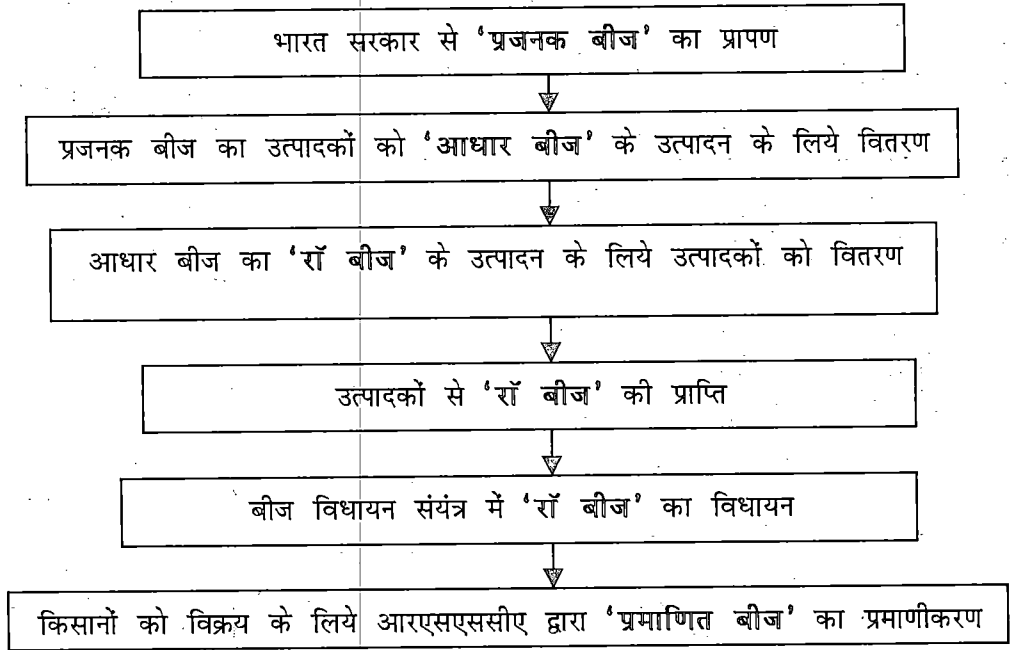 भारत सरकार से ‘प्रजनक बीज’ का प्रापण
प्रजनक बीज का उत्पादकों को ‘आधार बीज’ के उत्पादन के लिये वितरण
आधार बीज का ‘रॉ बीज’ के उत्पादन के लिये उत्पादकों को वितरण
उत्पादकों से ‘रॉ बीज’ की प्राप्ति
बीज विधायन संयंत्र में ‘रॉ बीज’ का विधायन
किसानों को विक्रय के लिये आरएसएससीए द्वारा ‘प्रमाणित बीज’ का प्रमाणीकरण